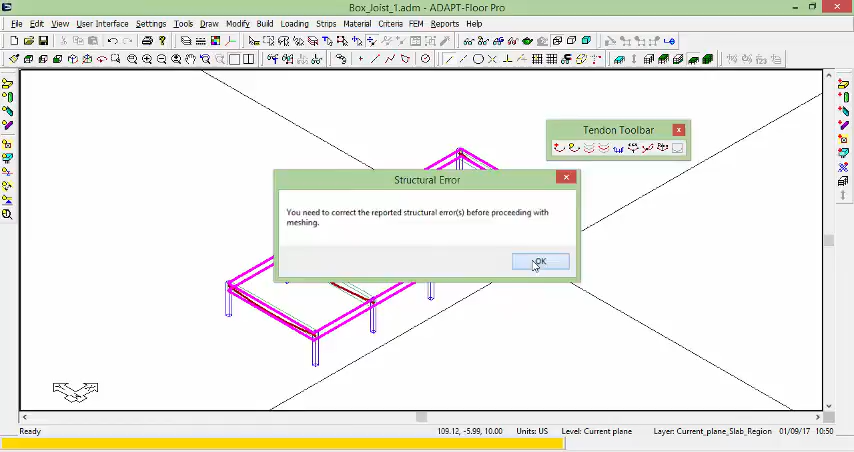 Box_Joist_1.adm - ADAPT-Floor Pro
File Edit View User Interface Settings Tools Draw Modify Build Loading Strips Material Criteria FEM Reports Help
Tendon Toolbar
Structural Error
You need to correct the reported structural error(s) before proceeding with
meshing.
OK
Ready 109.12, -5.99, 10.00 Units: US Level: Current plane Layer: Current_plane_Slab_Region 01/09/17 10:50